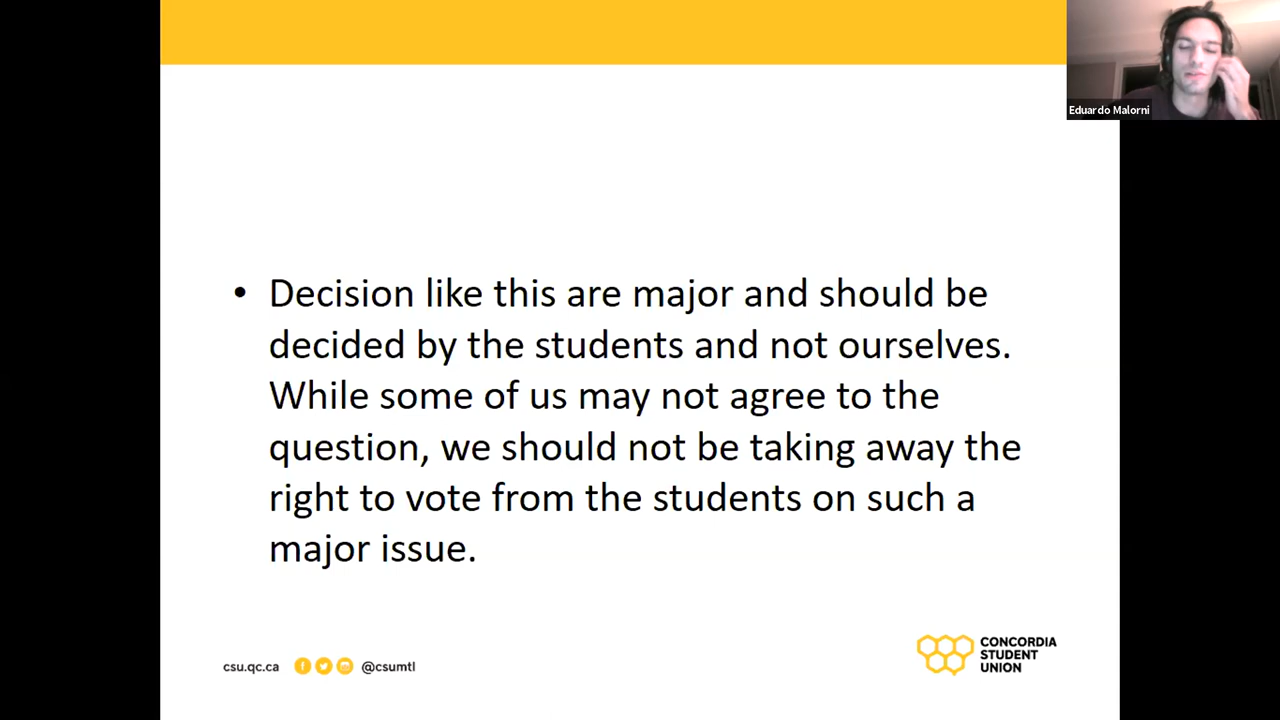 Eduardo Malorni
• Decision like this are major and should be
decided by the students and not ourselves.
While some of us may not agree to the
question, we should not be taking away the
right to vote from the students on such a
major issue.
csu.qc.ca @csumtl
CONCORDIA
STUDENT
UNION